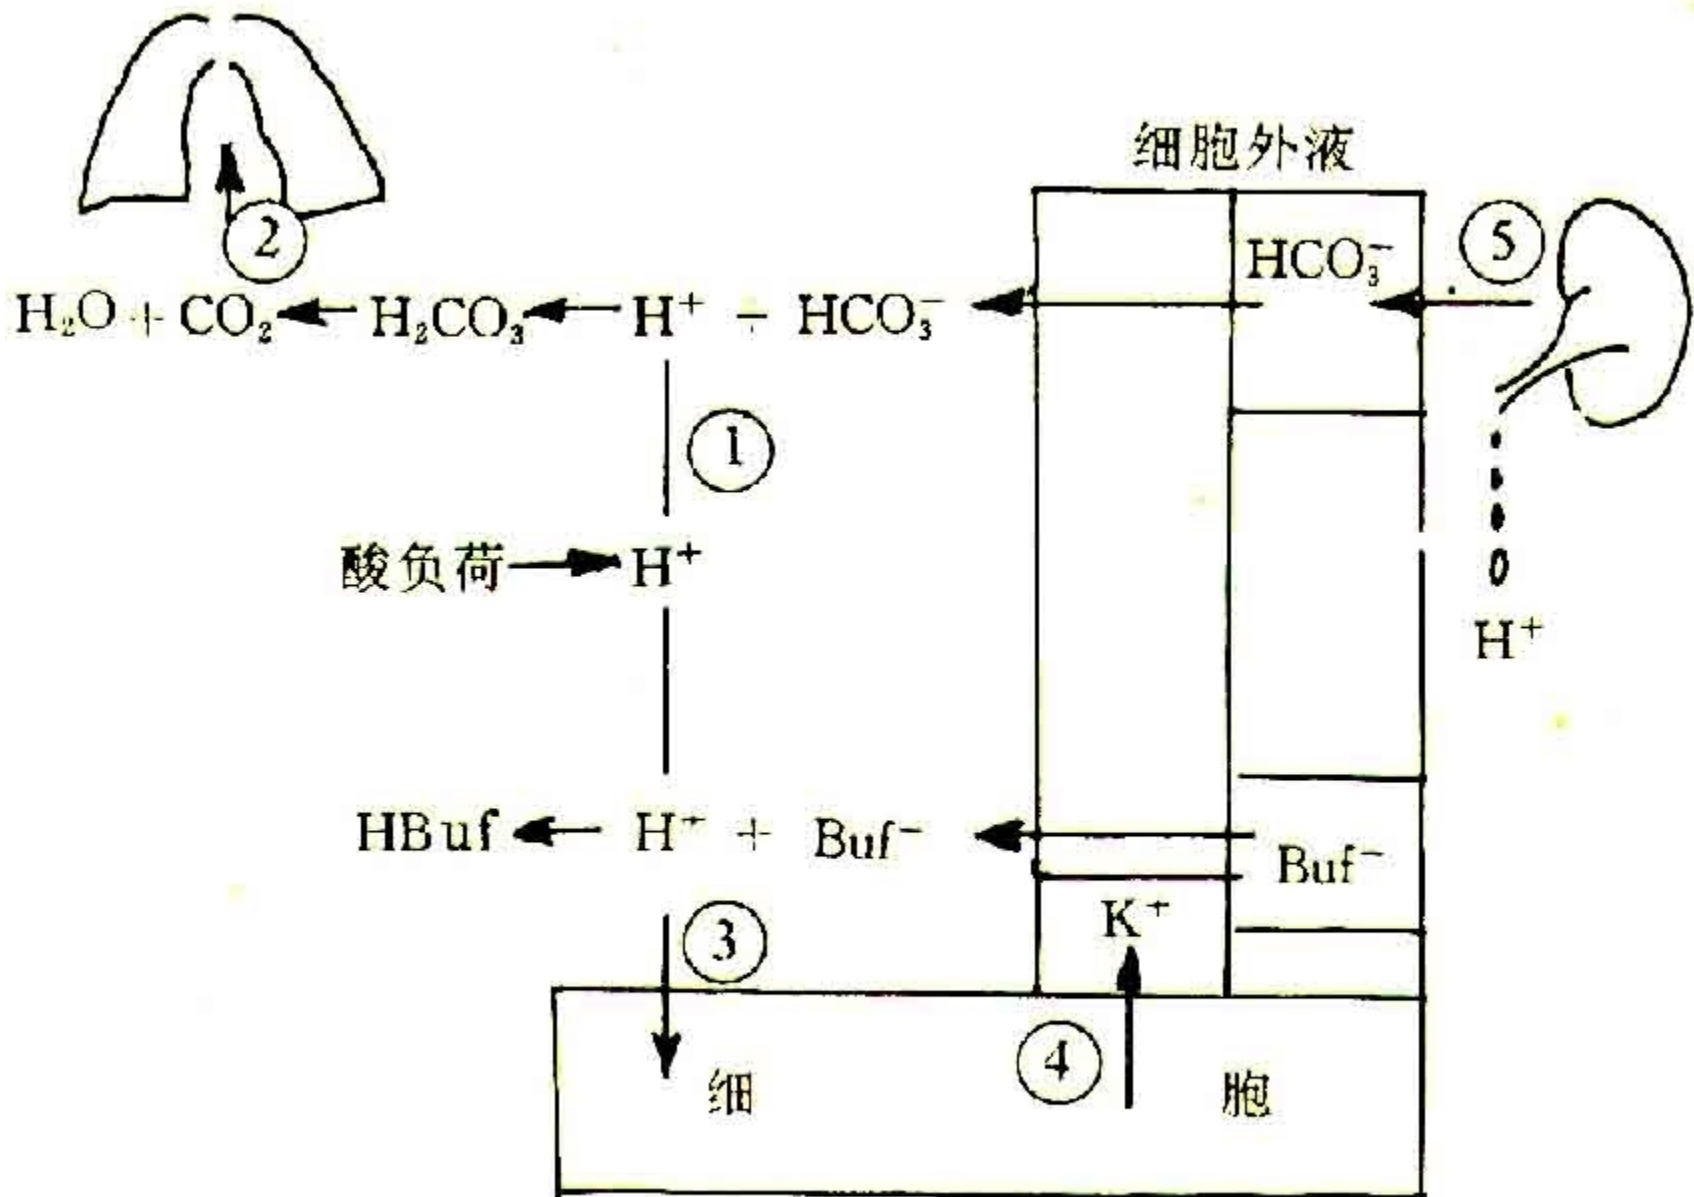 细胞外液
② HCO₃⁻ ⑤
H₂O + CO₂ ← H₂CO₃ ← H⁺ + HCO₃⁻
①
酸负荷 → H⁺
H⁺
HBuf ← H⁺ + Buf⁻ Buf⁻
③ K⁺
④
细 胞